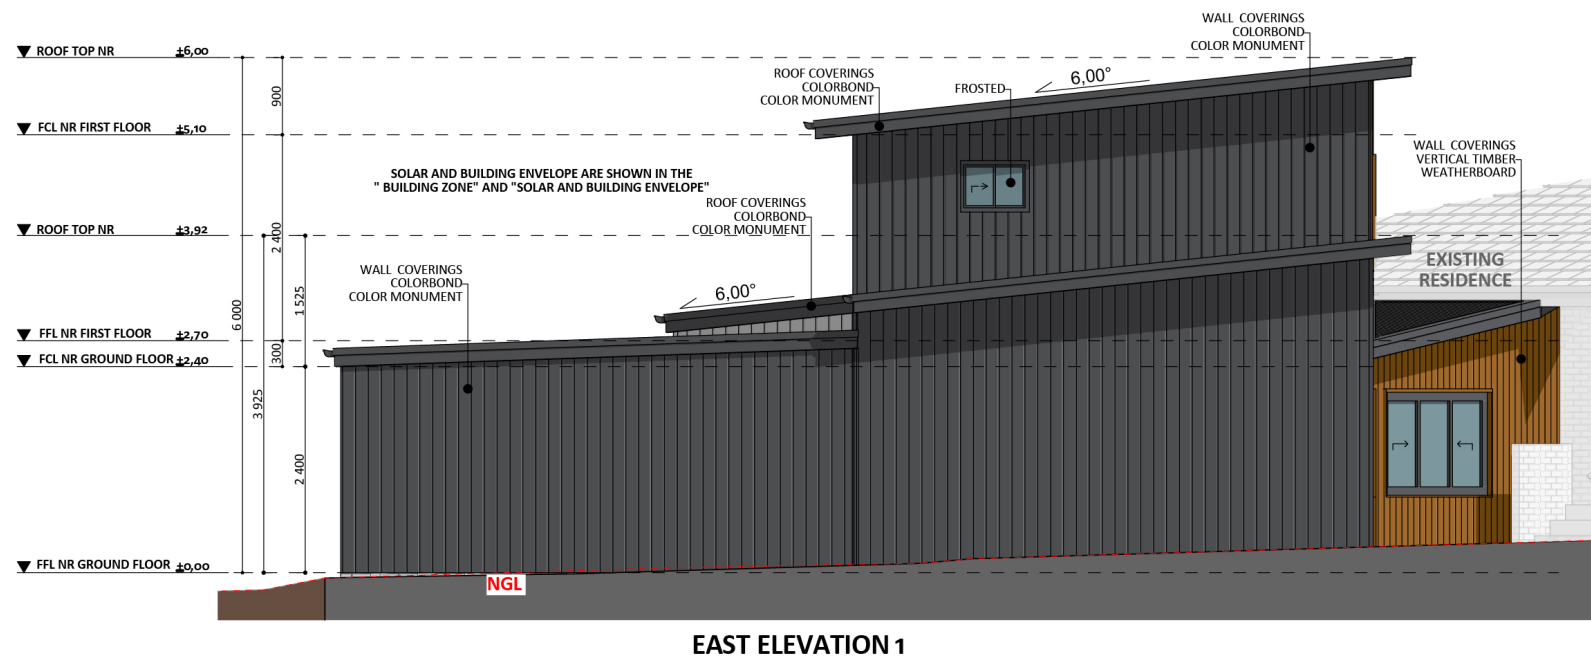 WALL COVERINGS
COLORBOND
COLOR MONUMENT
ROOF TOP NR ±6,00
ROOF COVERINGS
COLORBOND
COLOR MONUMENT
6,00°
FROSTED
900
FCL NR FIRST FLOOR ±5,10
WALL COVERINGS
VERTICAL TIMBER
WEATHERBOARD
SOLAR AND BUILDING ENVELOPE ARE SHOWN IN THE
" BUILDING ZONE" AND "SOLAR AND BUILDING ENVELOPE"
ROOF COVERINGS
COLORBOND
COLOR MONUMENT
ROOF TOP NR ±3,92
2 400
EXISTING
RESIDENCE
WALL COVERINGS
COLORBOND
COLOR MONUMENT
6,00°
1 525
6 000
FFL NR FIRST FLOOR ±2,70
300
FCL NR GROUND FLOOR ±2,40
3 925
2 400
FFL NR GROUND FLOOR ±0,00
NGL
EAST ELEVATION 1